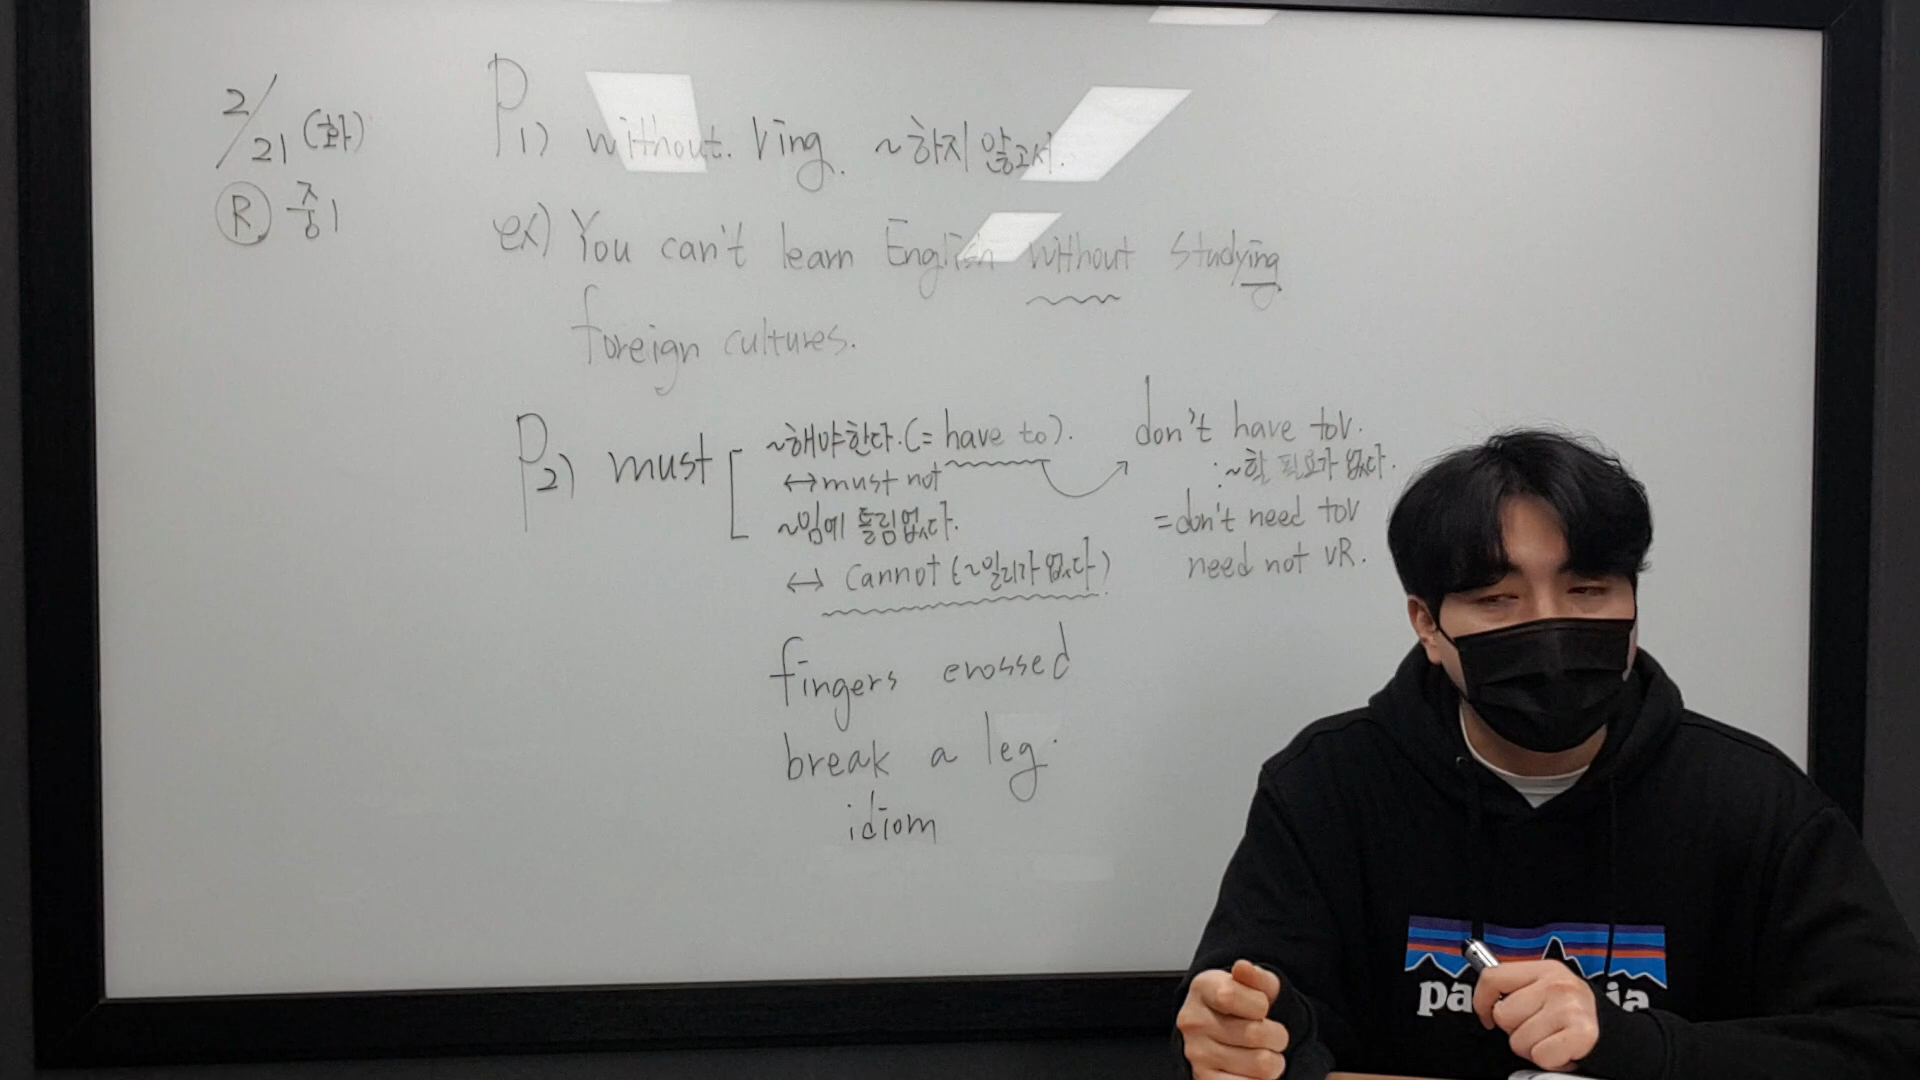 2/21 (화)
Ⓡ 중1
P1) without. Ving. ~하지 않고서.
ex) You can't learn English without studying
foreign cultures.
P2) must [ ~해야한다.(= have to).
↔ must not
~임에 틀림없다.
↔ cannot (~일리가 없다)
don't have toV.
: ~할 필요가 없다.
= don't need toV
need not VR.
fingers crossed
break a leg.
idiom
pa ia